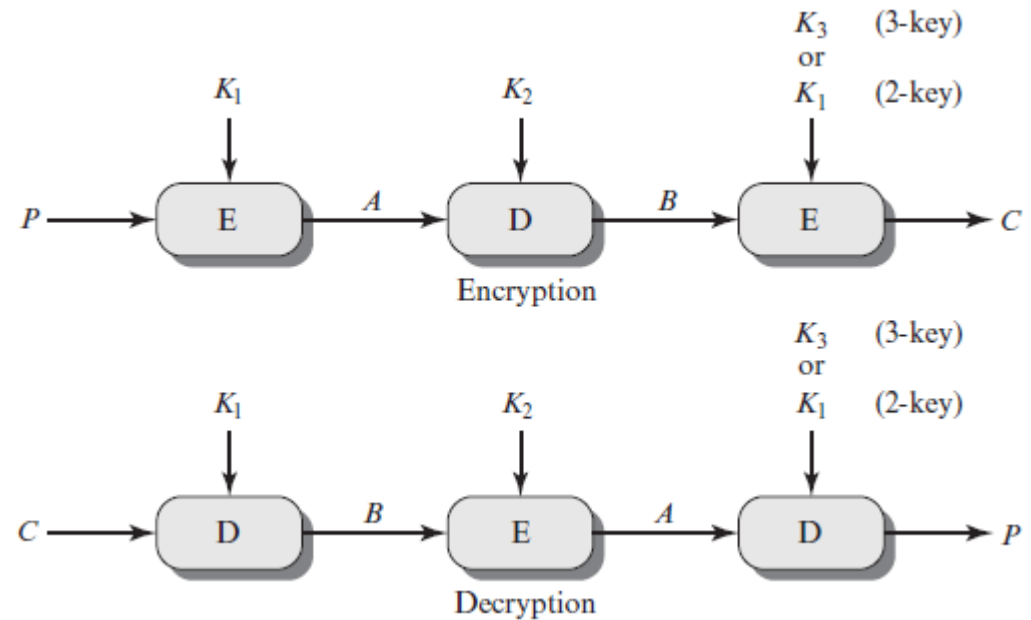 K₃ (3-key)
or
K₁ K₂ K₁ (2-key)
P E A D B E C
Encryption
K₃ (3-key)
or
K₁ K₂ K₁ (2-key)
C D B E A D P
Decryption